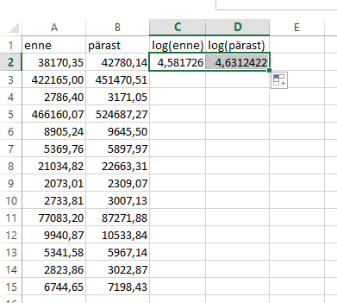 A B C D E
1 enne pärast log(enne) log(pärast)
2 38170,35 42780,14 4,581726 4,6312422
3 422165,00 451470,51
4 2786,40 3171,05
5 466160,07 524687,27
6 8905,24 9645,50
7 5369,76 5897,97
8 21034,82 22663,31
9 2073,01 2309,07
10 2733,81 3007,13
11 77083,20 87271,88
12 9940,87 10533,84
13 5341,58 5967,14
14 2823,86 3022,87
15 6744,65 7198,43